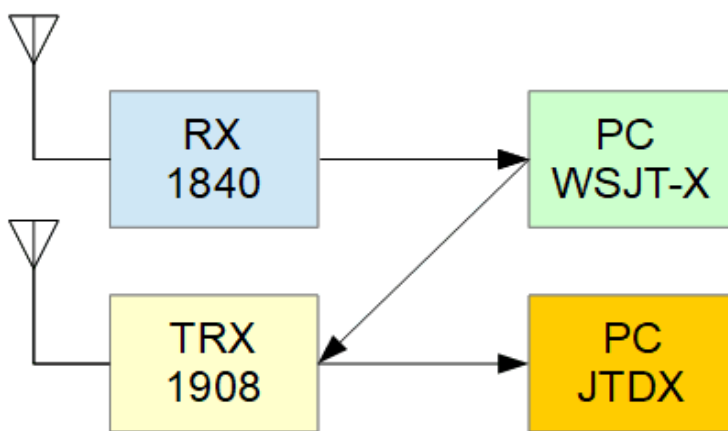 RX
1840
PC
WSJT-X
TRX
1908
PC
JTDX